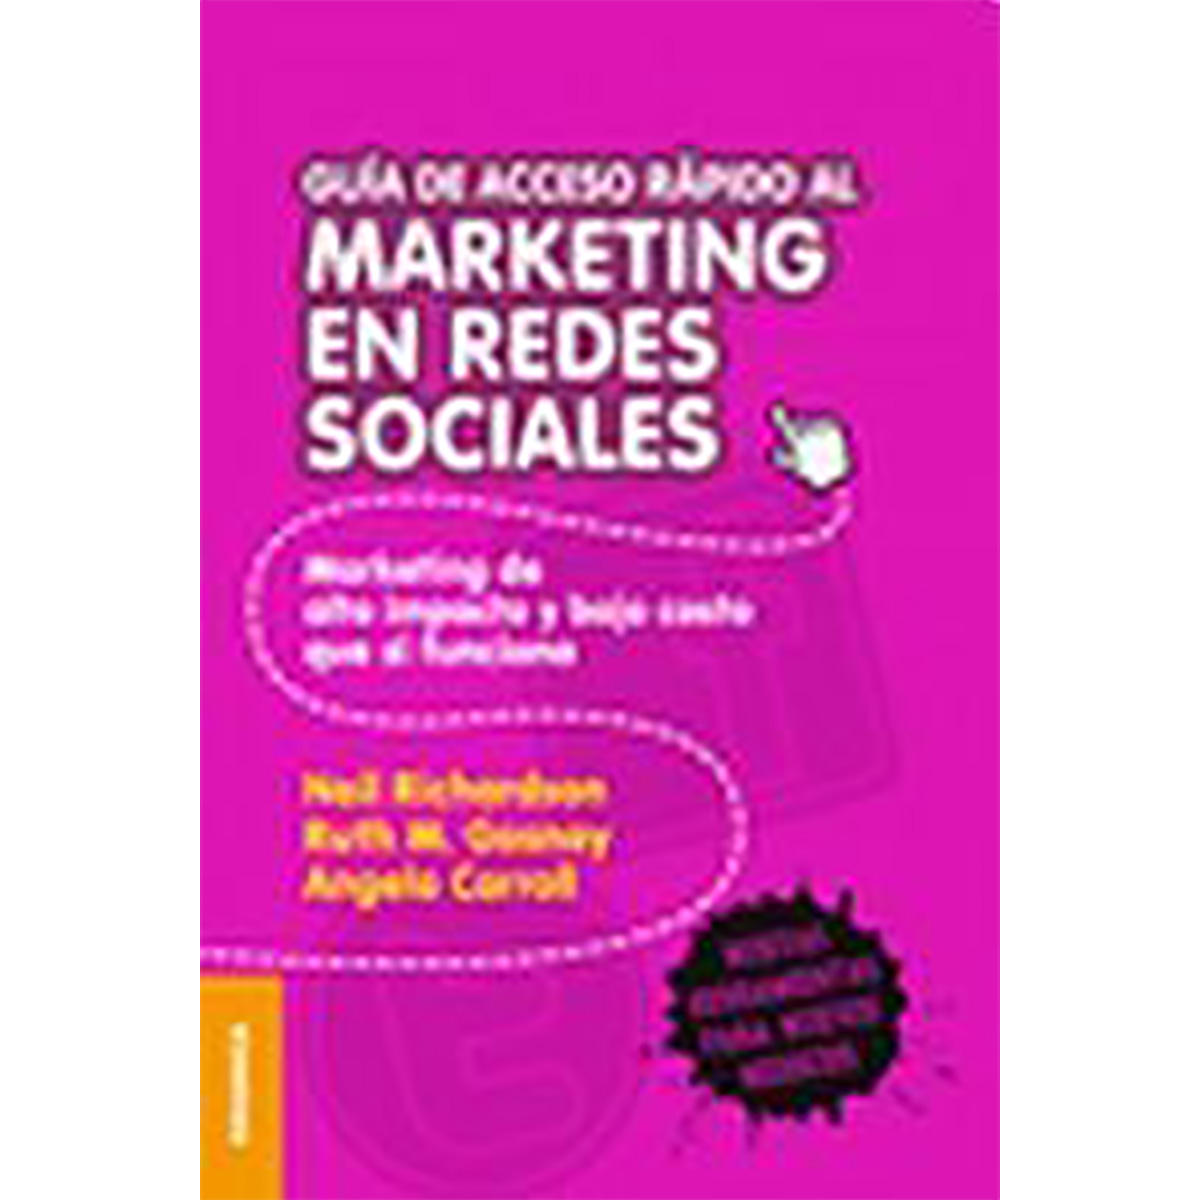 GUÍA DE ACCESO RÁPIDO AL
MARKETING
EN REDES
SOCIALES
Marketing de
alto impacto y bajo costo
que sí funciona
Neil Richardson
Ruth M. Gosnay
Angela Carroll